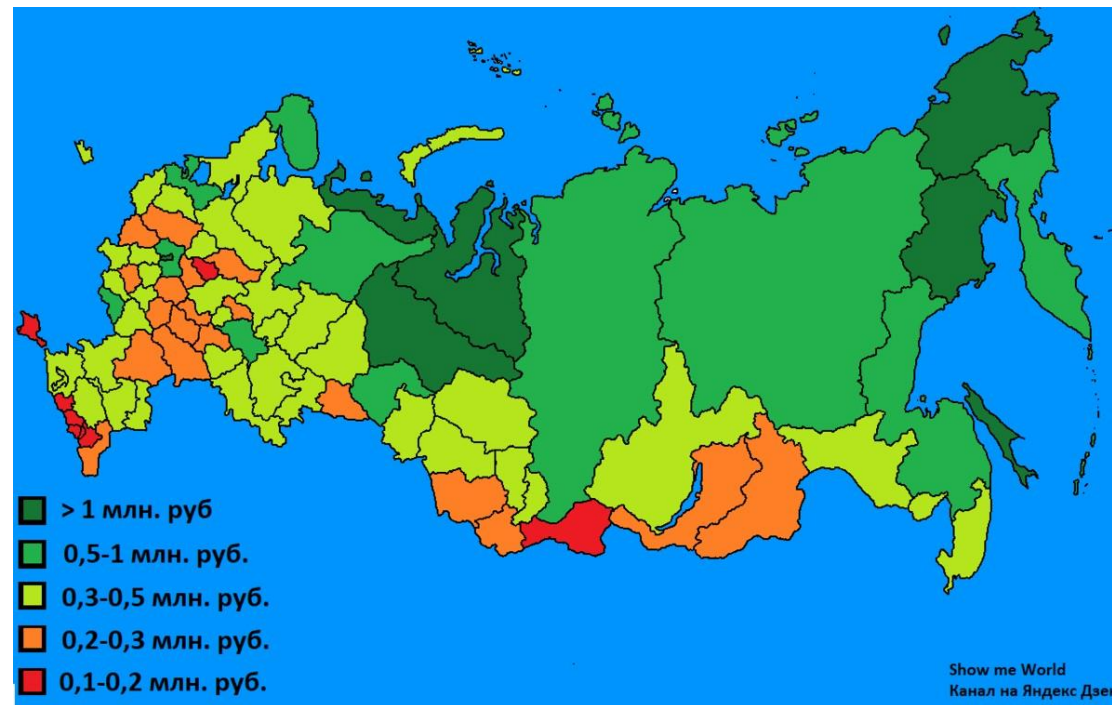 > 1 млн. руб
0,5-1 млн. руб.
0,3-0,5 млн. руб.
0,2-0,3 млн. руб.
0,1-0,2 млн. руб.
Show me World
Канал на Яндекс Дзен